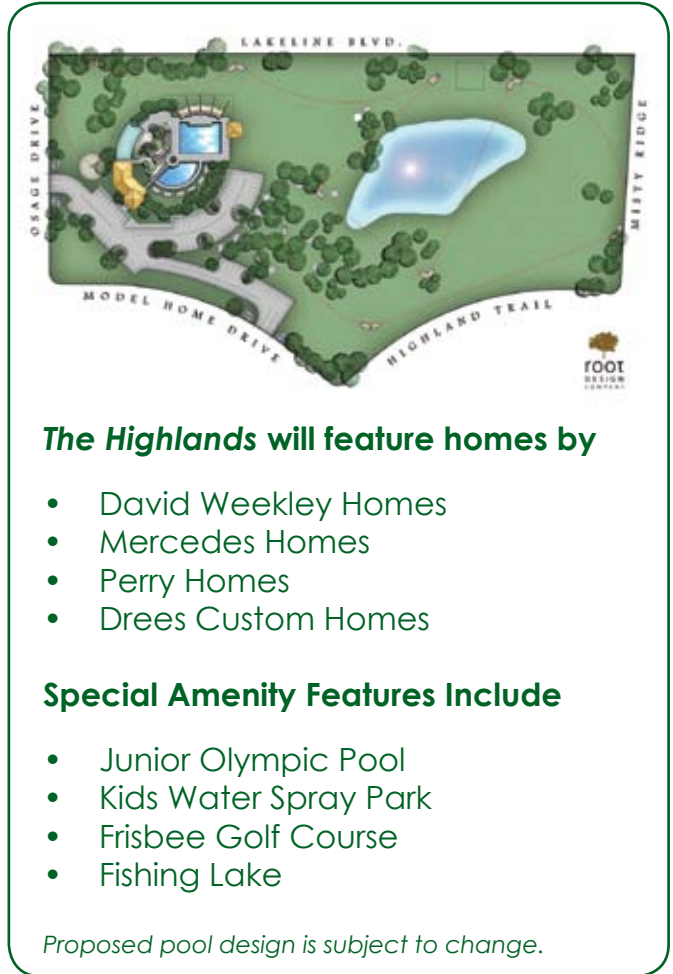 LAKELINE BLVD.
OSAGE DRIVE
MISTY RIDGE
MODEL HOME DRIVE
HIGHLAND TRAIL
root
DESIGN
COMPANY
The Highlands will feature homes by
• David Weekley Homes
• Mercedes Homes
• Perry Homes
• Drees Custom Homes
Special Amenity Features Include
• Junior Olympic Pool
• Kids Water Spray Park
• Frisbee Golf Course
• Fishing Lake
Proposed pool design is subject to change.